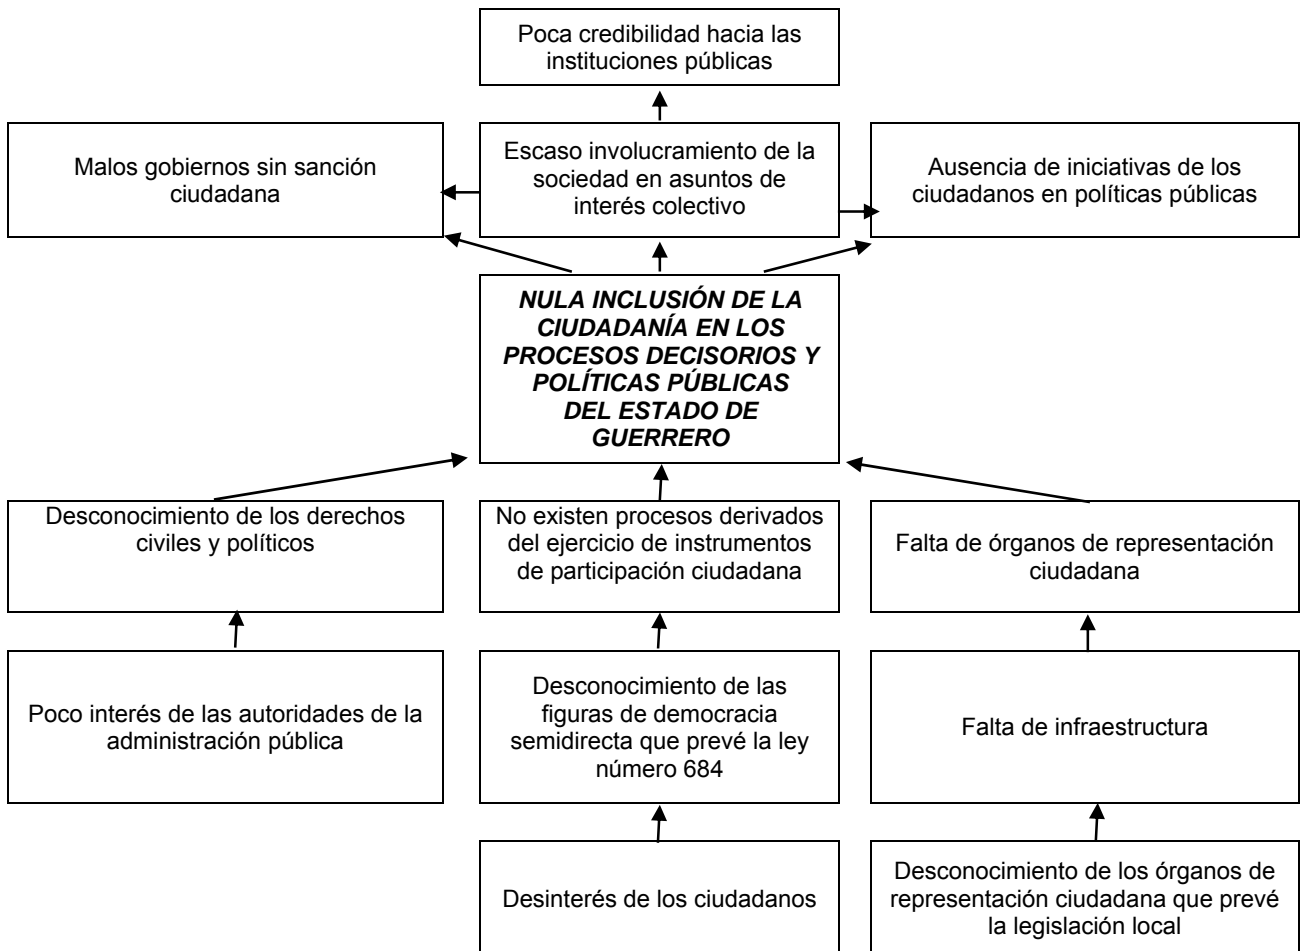 Poca credibilidad hacia las
instituciones públicas
Malos gobiernos sin sanción
ciudadana
Escaso involucramiento de la
sociedad en asuntos de
interés colectivo
Ausencia de iniciativas de los
ciudadanos en políticas públicas
NULA INCLUSIÓN DE LA
CIUDADANÍA EN LOS
PROCESOS DECISORIOS Y
POLÍTICAS PÚBLICAS
DEL ESTADO DE
GUERRERO
Desconocimiento de los derechos
civiles y políticos
No existen procesos derivados
del ejercicio de instrumentos
de participación ciudadana
Falta de órganos de representación
ciudadana
Poco interés de las autoridades de la
administración pública
Desconocimiento de las
figuras de democracia
semidirecta que prevé la ley
número 684
Falta de infraestructura
Desinterés de los ciudadanos
Desconocimiento de los órganos de
representación ciudadana que prevé
la legislación local